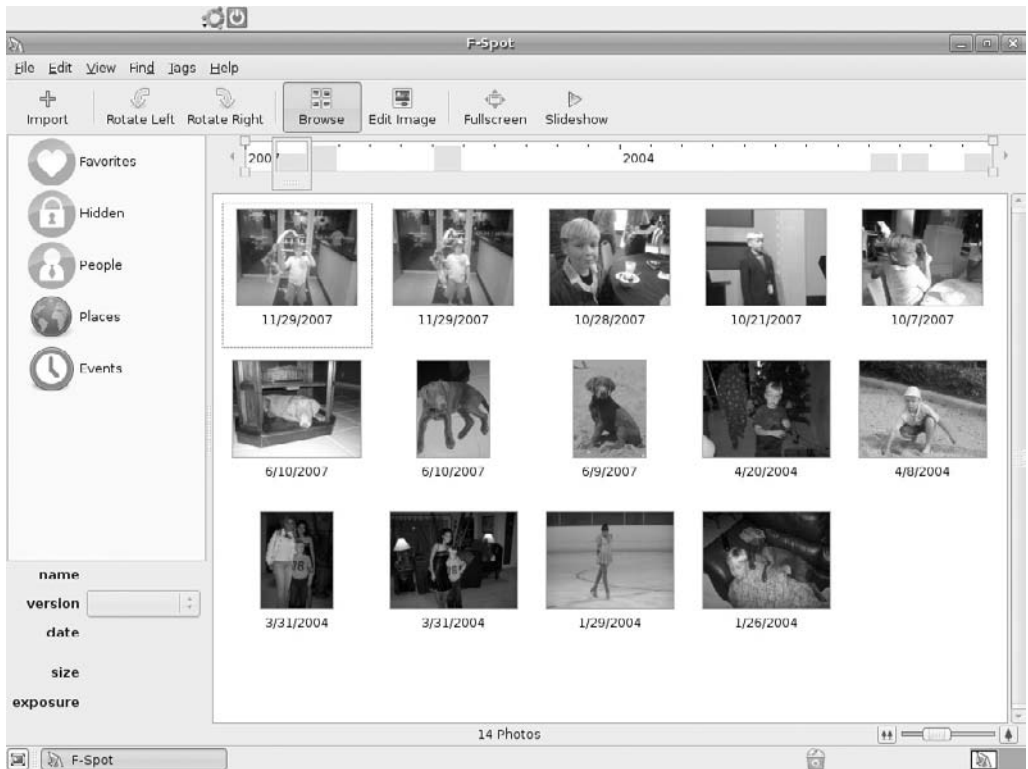 F-Spot
File Edit View Find Tags Help
Import Rotate Left Rotate Right Browse Edit Image Fullscreen Slideshow
2007 2004
Favorites
Hidden
People
Places
Events
11/29/2007 11/29/2007 10/28/2007 10/21/2007 10/7/2007
6/10/2007 6/10/2007 6/9/2007 4/20/2004 4/8/2004
3/31/2004 3/31/2004 1/29/2004 1/26/2004
name
version
date
size
exposure
14 Photos
F-Spot